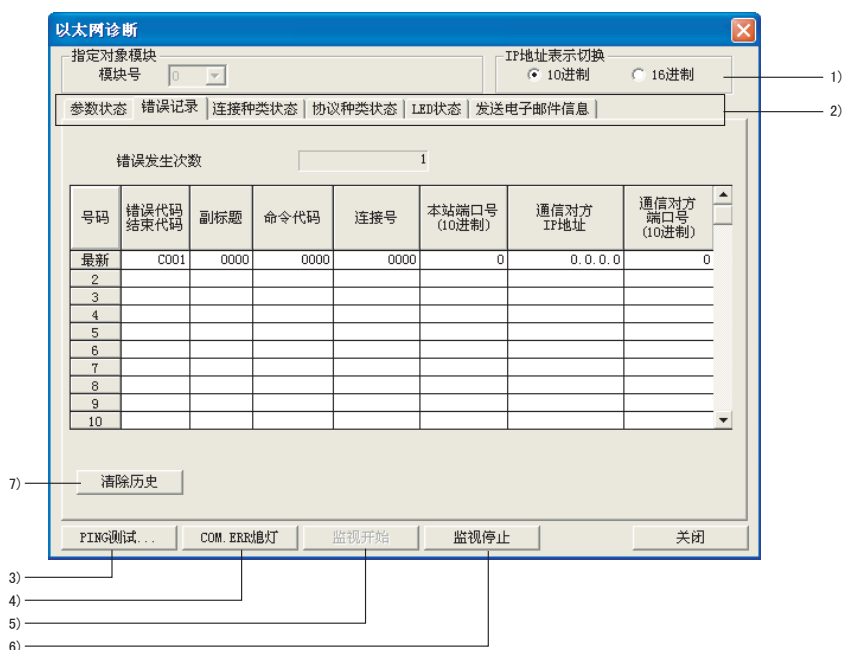 以太网诊断
指定对象模块
IP地址表示切换
模块号 0
10进制 16进制
1)
参数状态 错误记录 连接种类状态 协议种类状态 LED状态 发送电子邮件信息
2)
错误发生次数 1
号码 错误代码 结束代码 副标题 命令代码 连接号 本站端口号 (10进制) 通信对方 IP地址 通信对方 端口号 (10进制)
最新 C001 0000 0000 0000 0 0.0.0.0 0
2
3
4
5
6
7
8
9
10
7)
清除历史
PING测试... COM.ERR熄灯 监视开始 监视停止 关闭
3)
4)
5)
6)